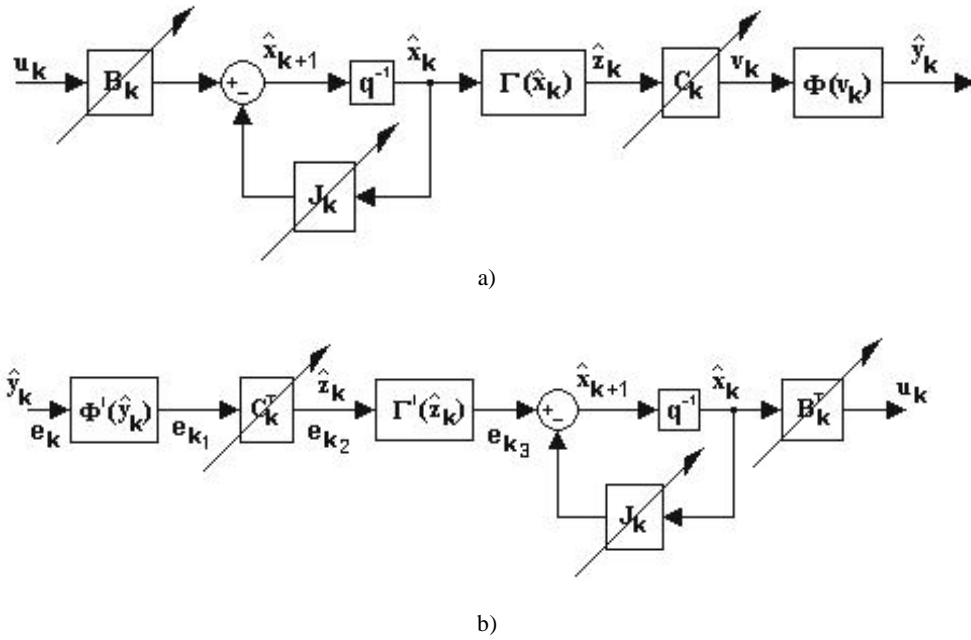 u_k
B_k
+
−
x̂_{k+1}
q⁻¹
x̂_k
Γ(x̂_k)
ẑ_k
C_k
v_k
Φ(v_k)
ŷ_k
J_k
a)
ŷ_k
e_k
Φ'(ŷ_k)
e_{k1}
C_k^T
ẑ_k
e_{k2}
Γ'(ẑ_k)
e_{k3}
+
−
x̂_{k+1}
q⁻¹
x̂_k
B_k^T
u_k
J_k
b)